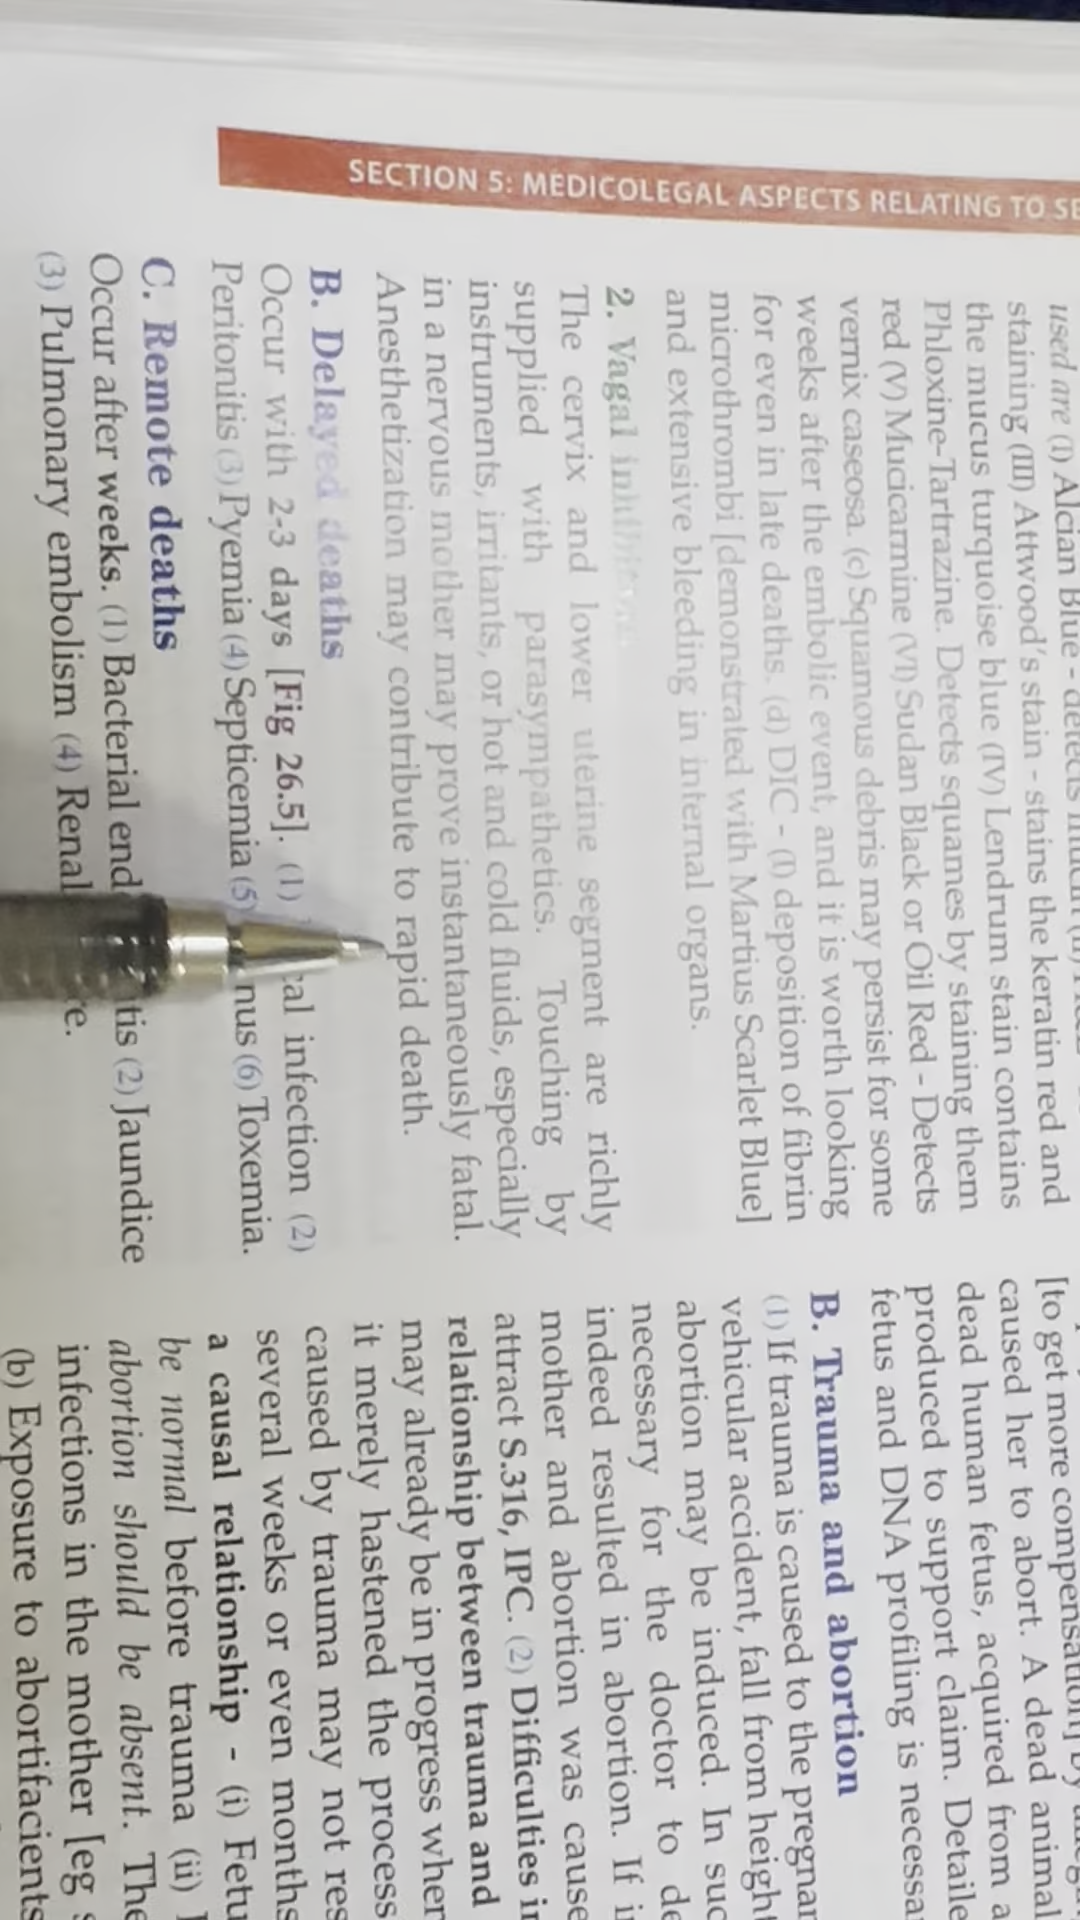 SECTION 5: MEDICOLEGAL ASPECTS RELATING TO
used are (I) Alcian Blue - detects
staining (III) Attwood's stain - stains the keratin red and
the mucus turquoise blue (IV) Lendrum stain contains
Phloxine-Tartrazine. Detects squames by staining them
red (V) Mucicarmine (VI) Sudan Black or Oil Red - Detects
vernix caseosa. (c) Squamous debris may persist for some
weeks after the embolic event, and it is worth looking
for even in late deaths. (d) DIC - (I) deposition of fibrin
microthrombi [demonstrated with Martius Scarlet Blue]
and extensive bleeding in internal organs.
2. Vagal
The cervix and lower uterine segment are richly
supplied with parasympathetics. Touching by
instruments, irritants, or hot and cold fluids, especially
in a nervous mother may prove instantaneously fatal.
Anesthetization may contribute to rapid death.
B. Delayed deaths
Occur with 2-3 days [Fig 26.5]. (1) cal infection (2)
Peritonitis (3) Pyemia (4) Septicemia (5) nus (6) Toxemia.
C. Remote deaths
Occur after weeks. (1) Bacterial end tis (2) Jaundice
(3) Pulmonary embolism (4) Renal re.
[to get more compensation] by
caused her to abort. A dead animal
dead human fetus, acquired from a
produced to support claim. Detaile
fetus and DNA profiling is necessa
B. Trauma and abortion
(1) If trauma is caused to the pregnan
vehicular accident, fall from height
abortion may be induced. In suc
necessary for the doctor to de
indeed resulted in abortion. If i
mother and abortion was cause
attract S.316, IPC. (2) Difficulties in
relationship between trauma and
may already be in progress wher
it merely hastened the process
caused by trauma may not res
several weeks or even months
a causal relationship - (i) Fetu
be normal before trauma (ii)
abortion should be absent. The
infections in the mother [eg s
(b) Exposure to abortifacients